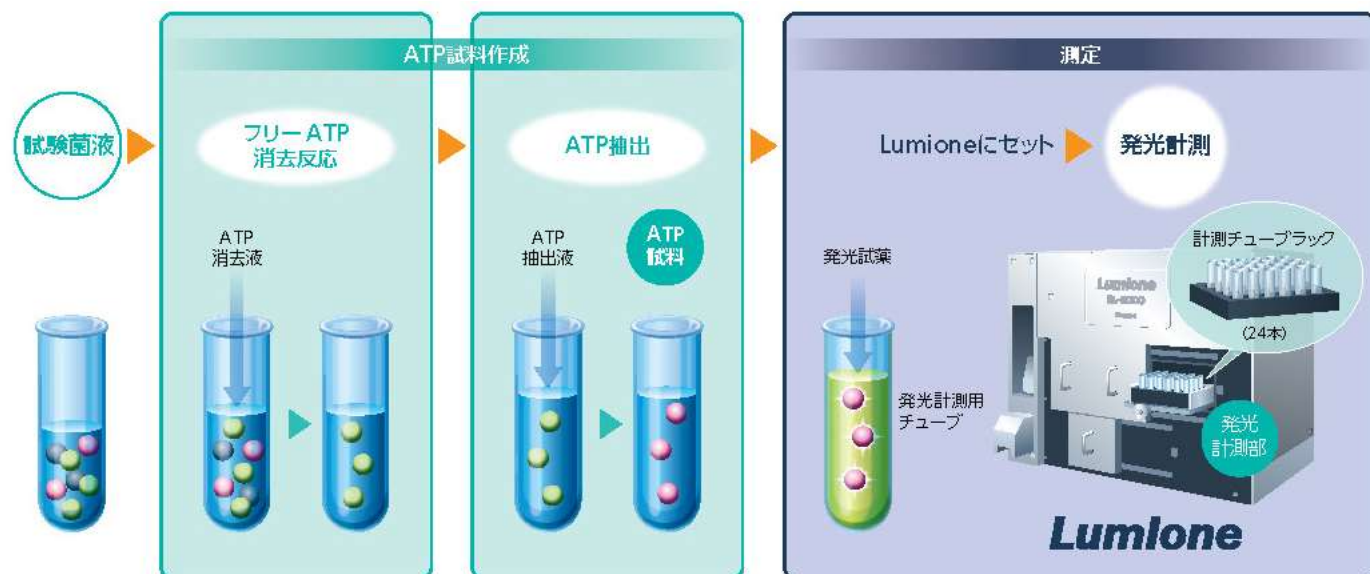 ATP試料作成
測定
試験菌液
フリーATP
消去反応
ATP抽出
Lumioneにセット
発光計測
ATP
消去液
ATP
抽出液
ATP
試料
発光試薬
計測チューブラック
(24本)
Lumione
発光計測用
チューブ
発光
計測部
Lumione